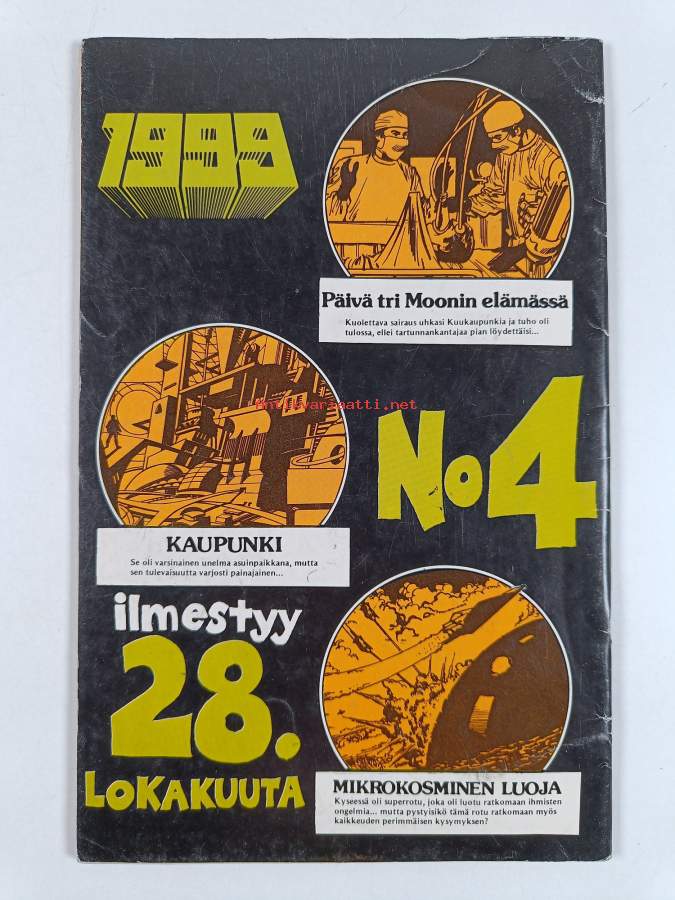 1999
Päivä tri Moonin elämässä
Kuolettava sairaus uhkasi Kuukaupunkia ja tuho oli
tulossa, ellei tartunnankantajaa pian löydettäisi...
Antikvariaatti.net
No4
KAUPUNKI
Se oli varsinainen unelma asuinpaikkana, mutta
sen tulevaisuutta varjosti painajainen...
ilmestyy
28.
LOKAKUUTA
MIKROKOSMINEN LUOJA
Kyseessä oli superrotu, joka oli luotu ratkomaan ihmisten
ongelmia... mutta pystyisikö tämä rotu ratkomaan myös
kaikkeuden perimmäisen kysymyksen?